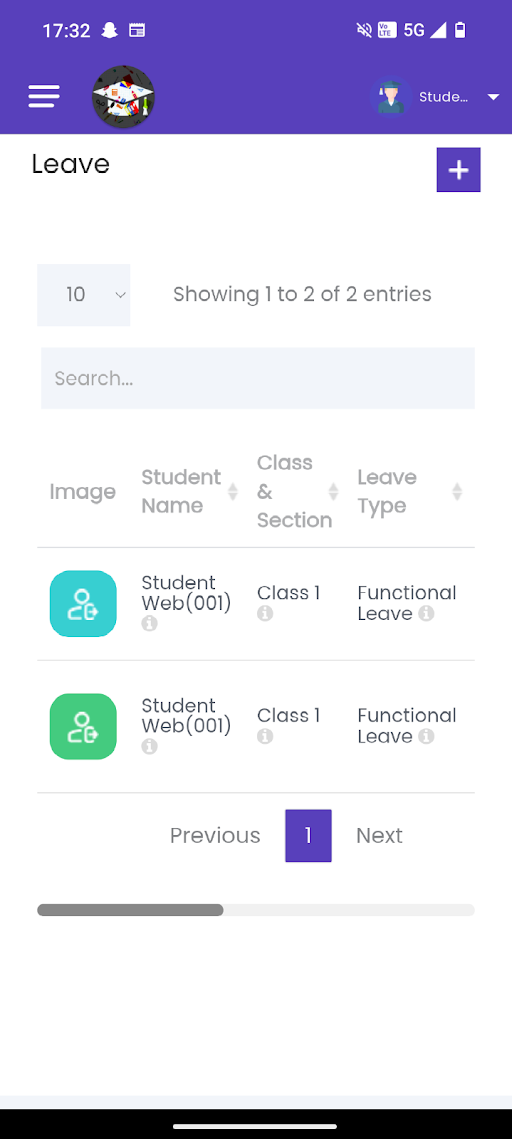 17:32
Vo LTE 5G
Stude...
Leave
+
10
Showing 1 to 2 of 2 entries
Search...
Image
Student
Name
Class
&
Section
Leave
Type
Student
Web(001)
Class 1
Functional
Leave
Student
Web(001)
Class 1
Functional
Leave
Previous 1 Next